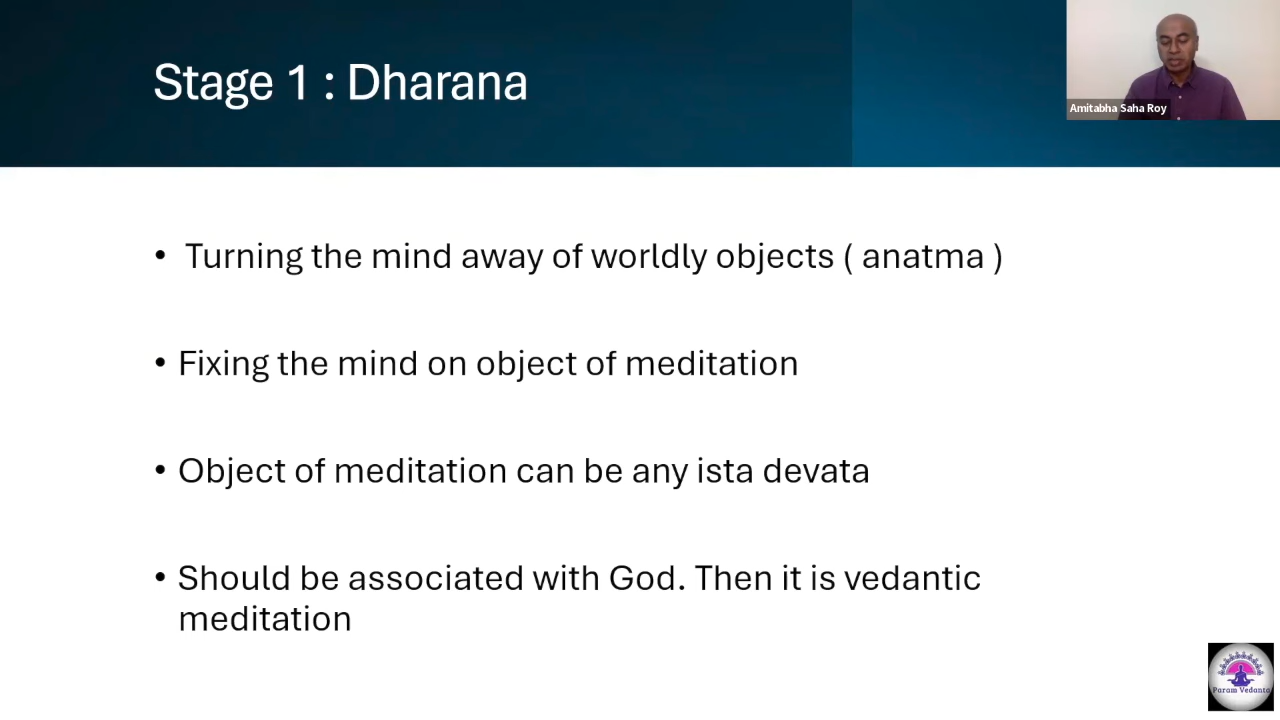 Stage 1 : Dharana
Amitabha Saha Roy
• Turning the mind away of worldly objects ( anatma )
• Fixing the mind on object of meditation
• Object of meditation can be any ista devata
• Should be associated with God. Then it is vedantic
meditation
Param Vedanta